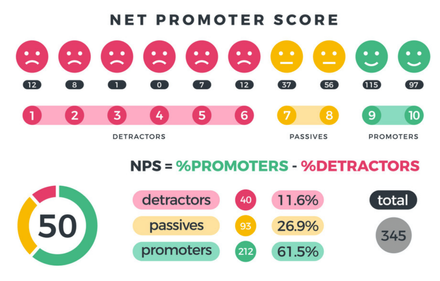 NET PROMOTER SCORE
12 8 1 0 7 12 37 56 115 97
1 2 3 4 5 6 7 8 9 10
DETRACTORS PASSIVES PROMOTERS
NPS = %PROMOTERS - %DETRACTORS
50
detractors 40 11.6% total
passives 93 26.9% 345
promoters 212 61.5%